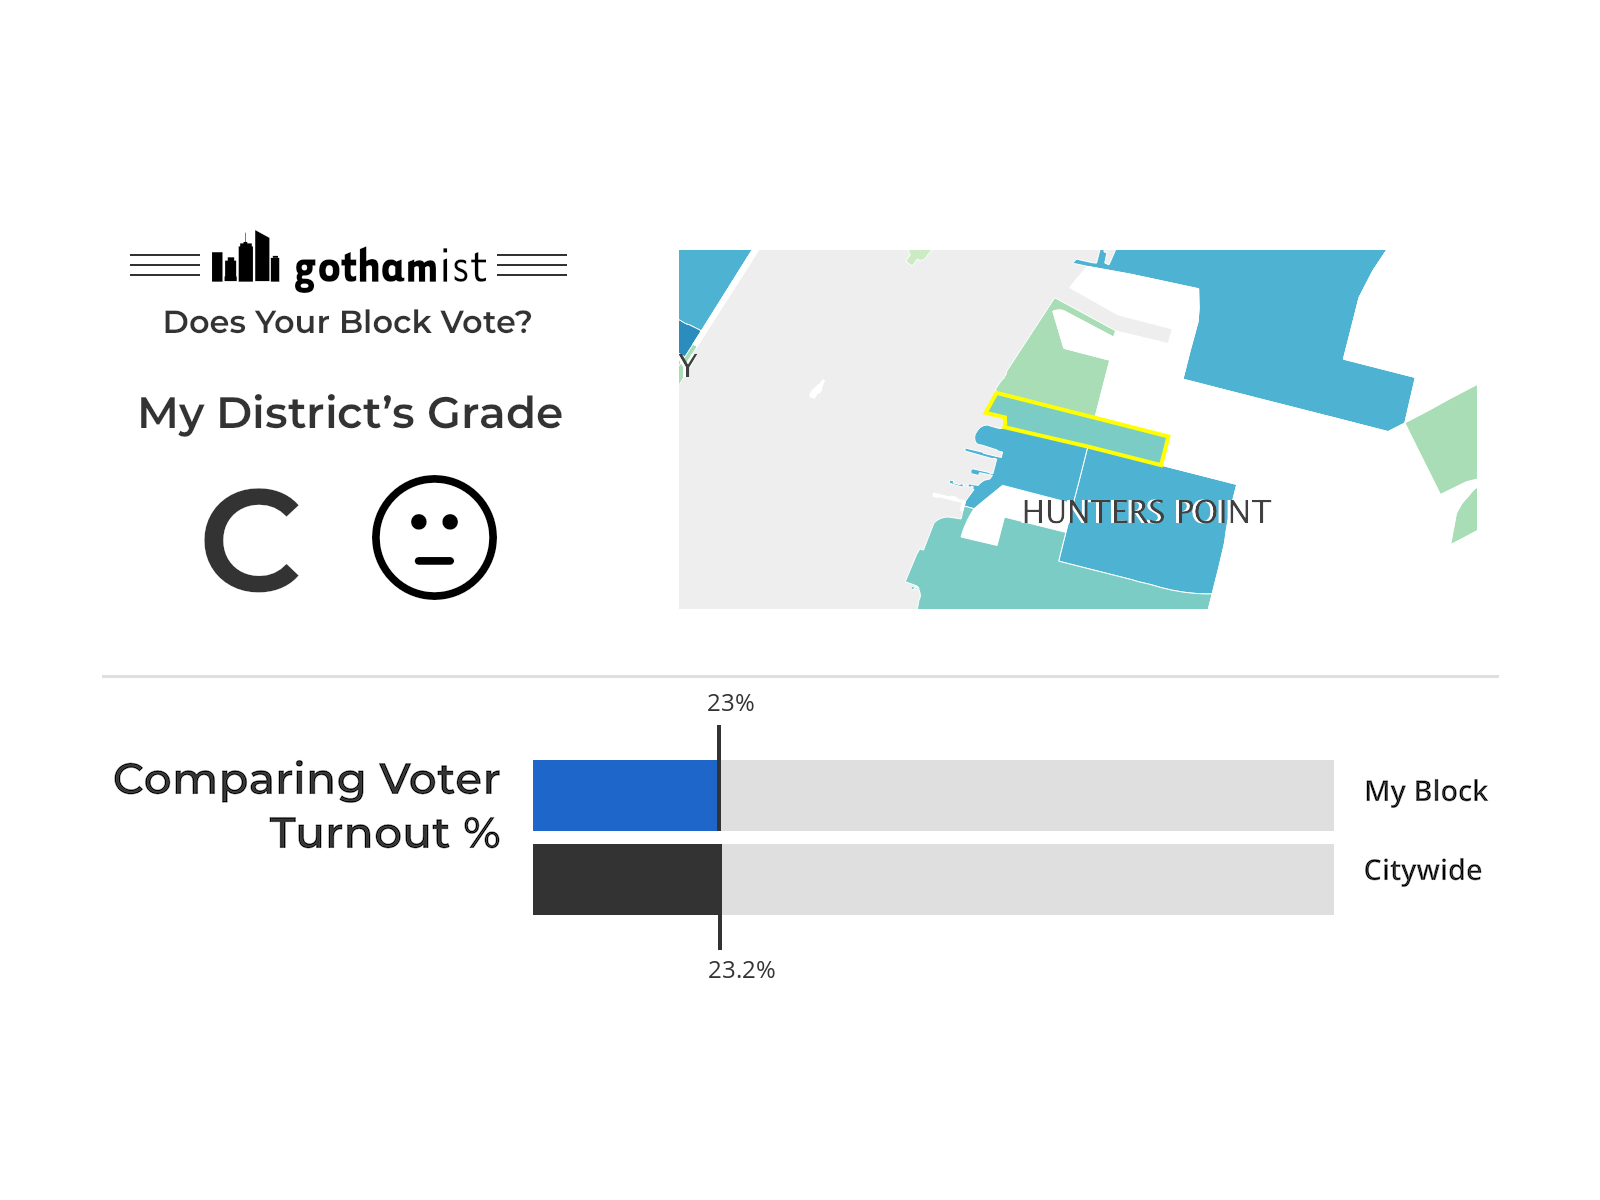 gothamist
Does Your Block Vote?
My District's Grade
C
Y
HUNTERS POINT
23%
Comparing Voter
Turnout %
My Block
Citywide
23.2%